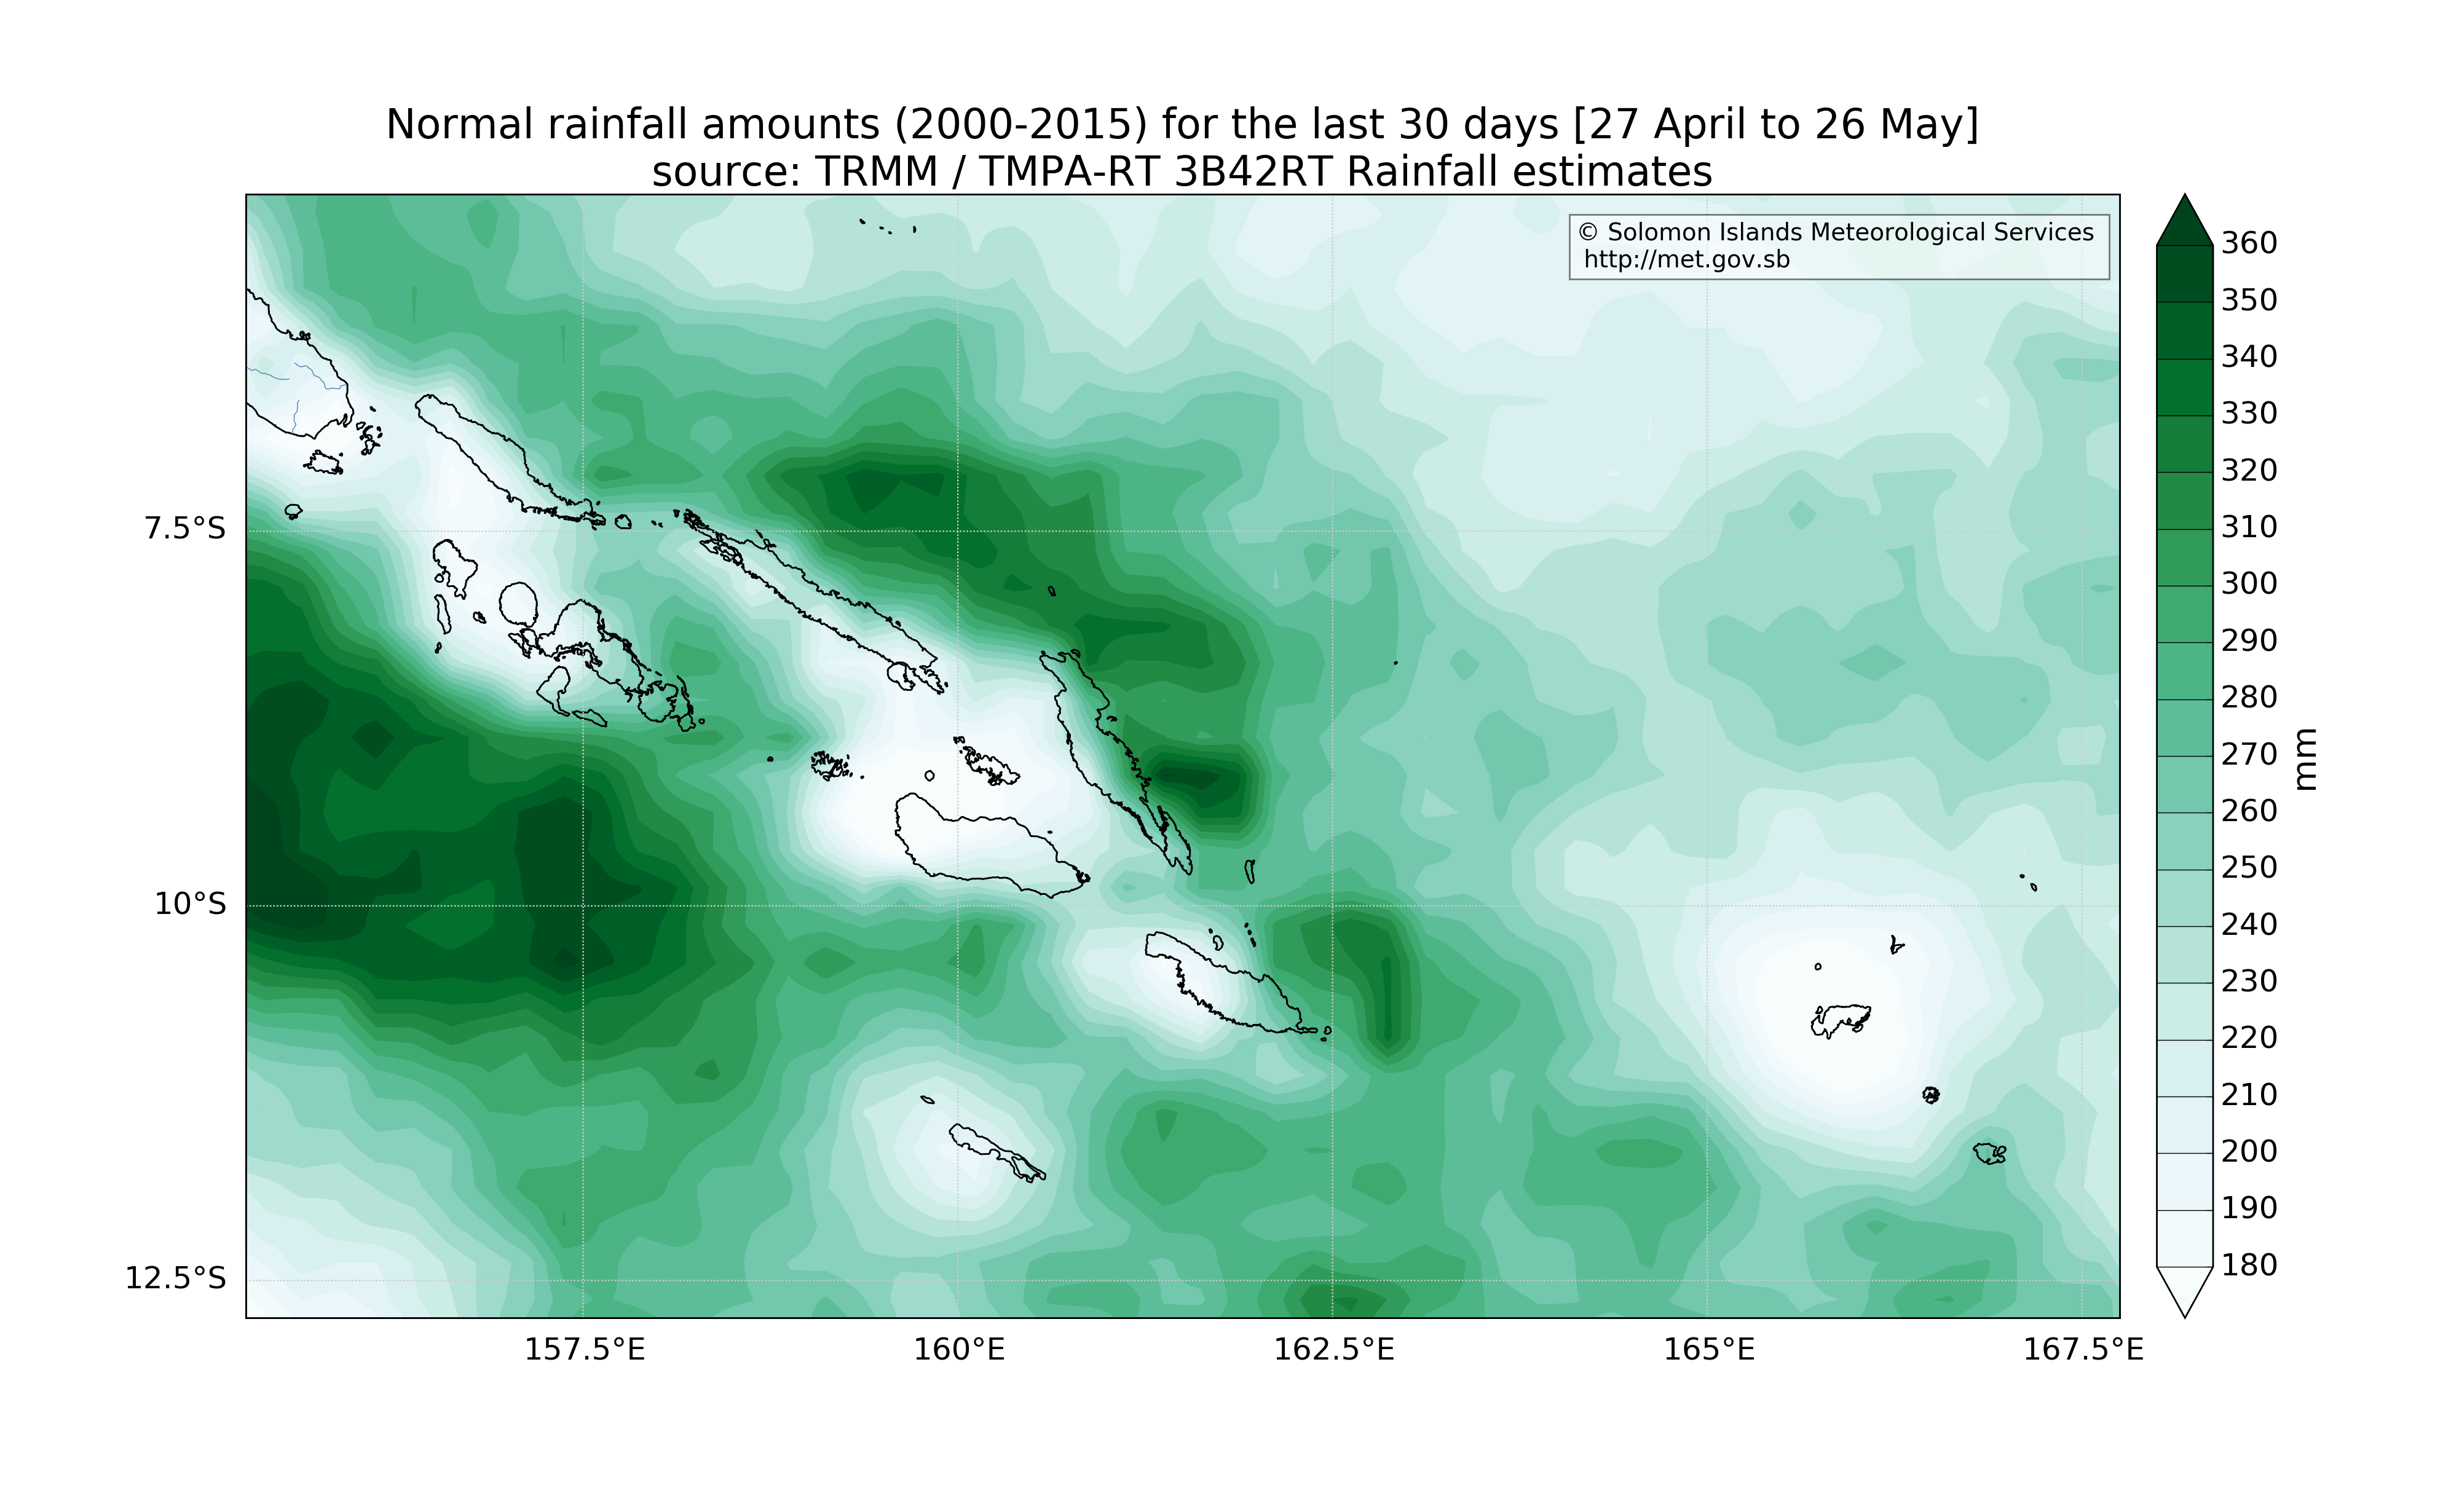 Normal rainfall amounts (2000-2015) for the last 30 days [27 April to 26 May]
source: TRMM / TMPA-RT 3B42RT Rainfall estimates
© Solomon Islands Meteorological Services
http://met.gov.sb
360
350
340
330
320
310
300
290
280
270
260
250
240
230
220
210
200
190
180
mm
7.5°S
10°S
12.5°S
157.5°E
160°E
162.5°E
165°E
167.5°E